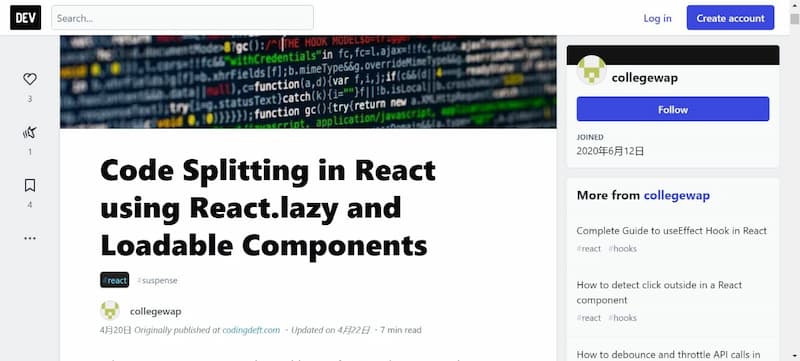 DEV
Search...
Log in
Create account
3
1
4
Code Splitting in React
using React.lazy and
Loadable Components
#react #suspense
collegewap
4月20日 Originally published at codingdeft.com ・Updated on 4月22日 ・7 min read
collegewap
Follow
JOINED
2020年6月12日
More from collegewap
Complete Guide to useEffect Hook in React
#react #hooks
How to detect click outside in a React
component
#react #hooks
How to debounce and throttle API calls in